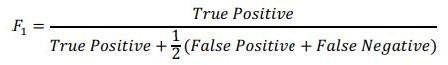 F₁ = True Positive / True Positive + 1/2 (False Positive + False Negative)